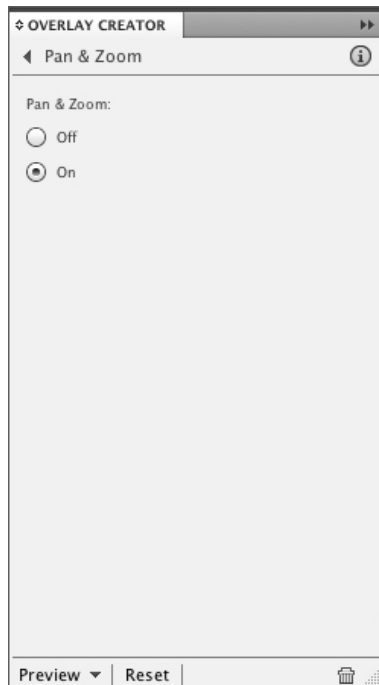 OVERLAY CREATOR
Pan & Zoom
Pan & Zoom:
Off
On
Preview Reset